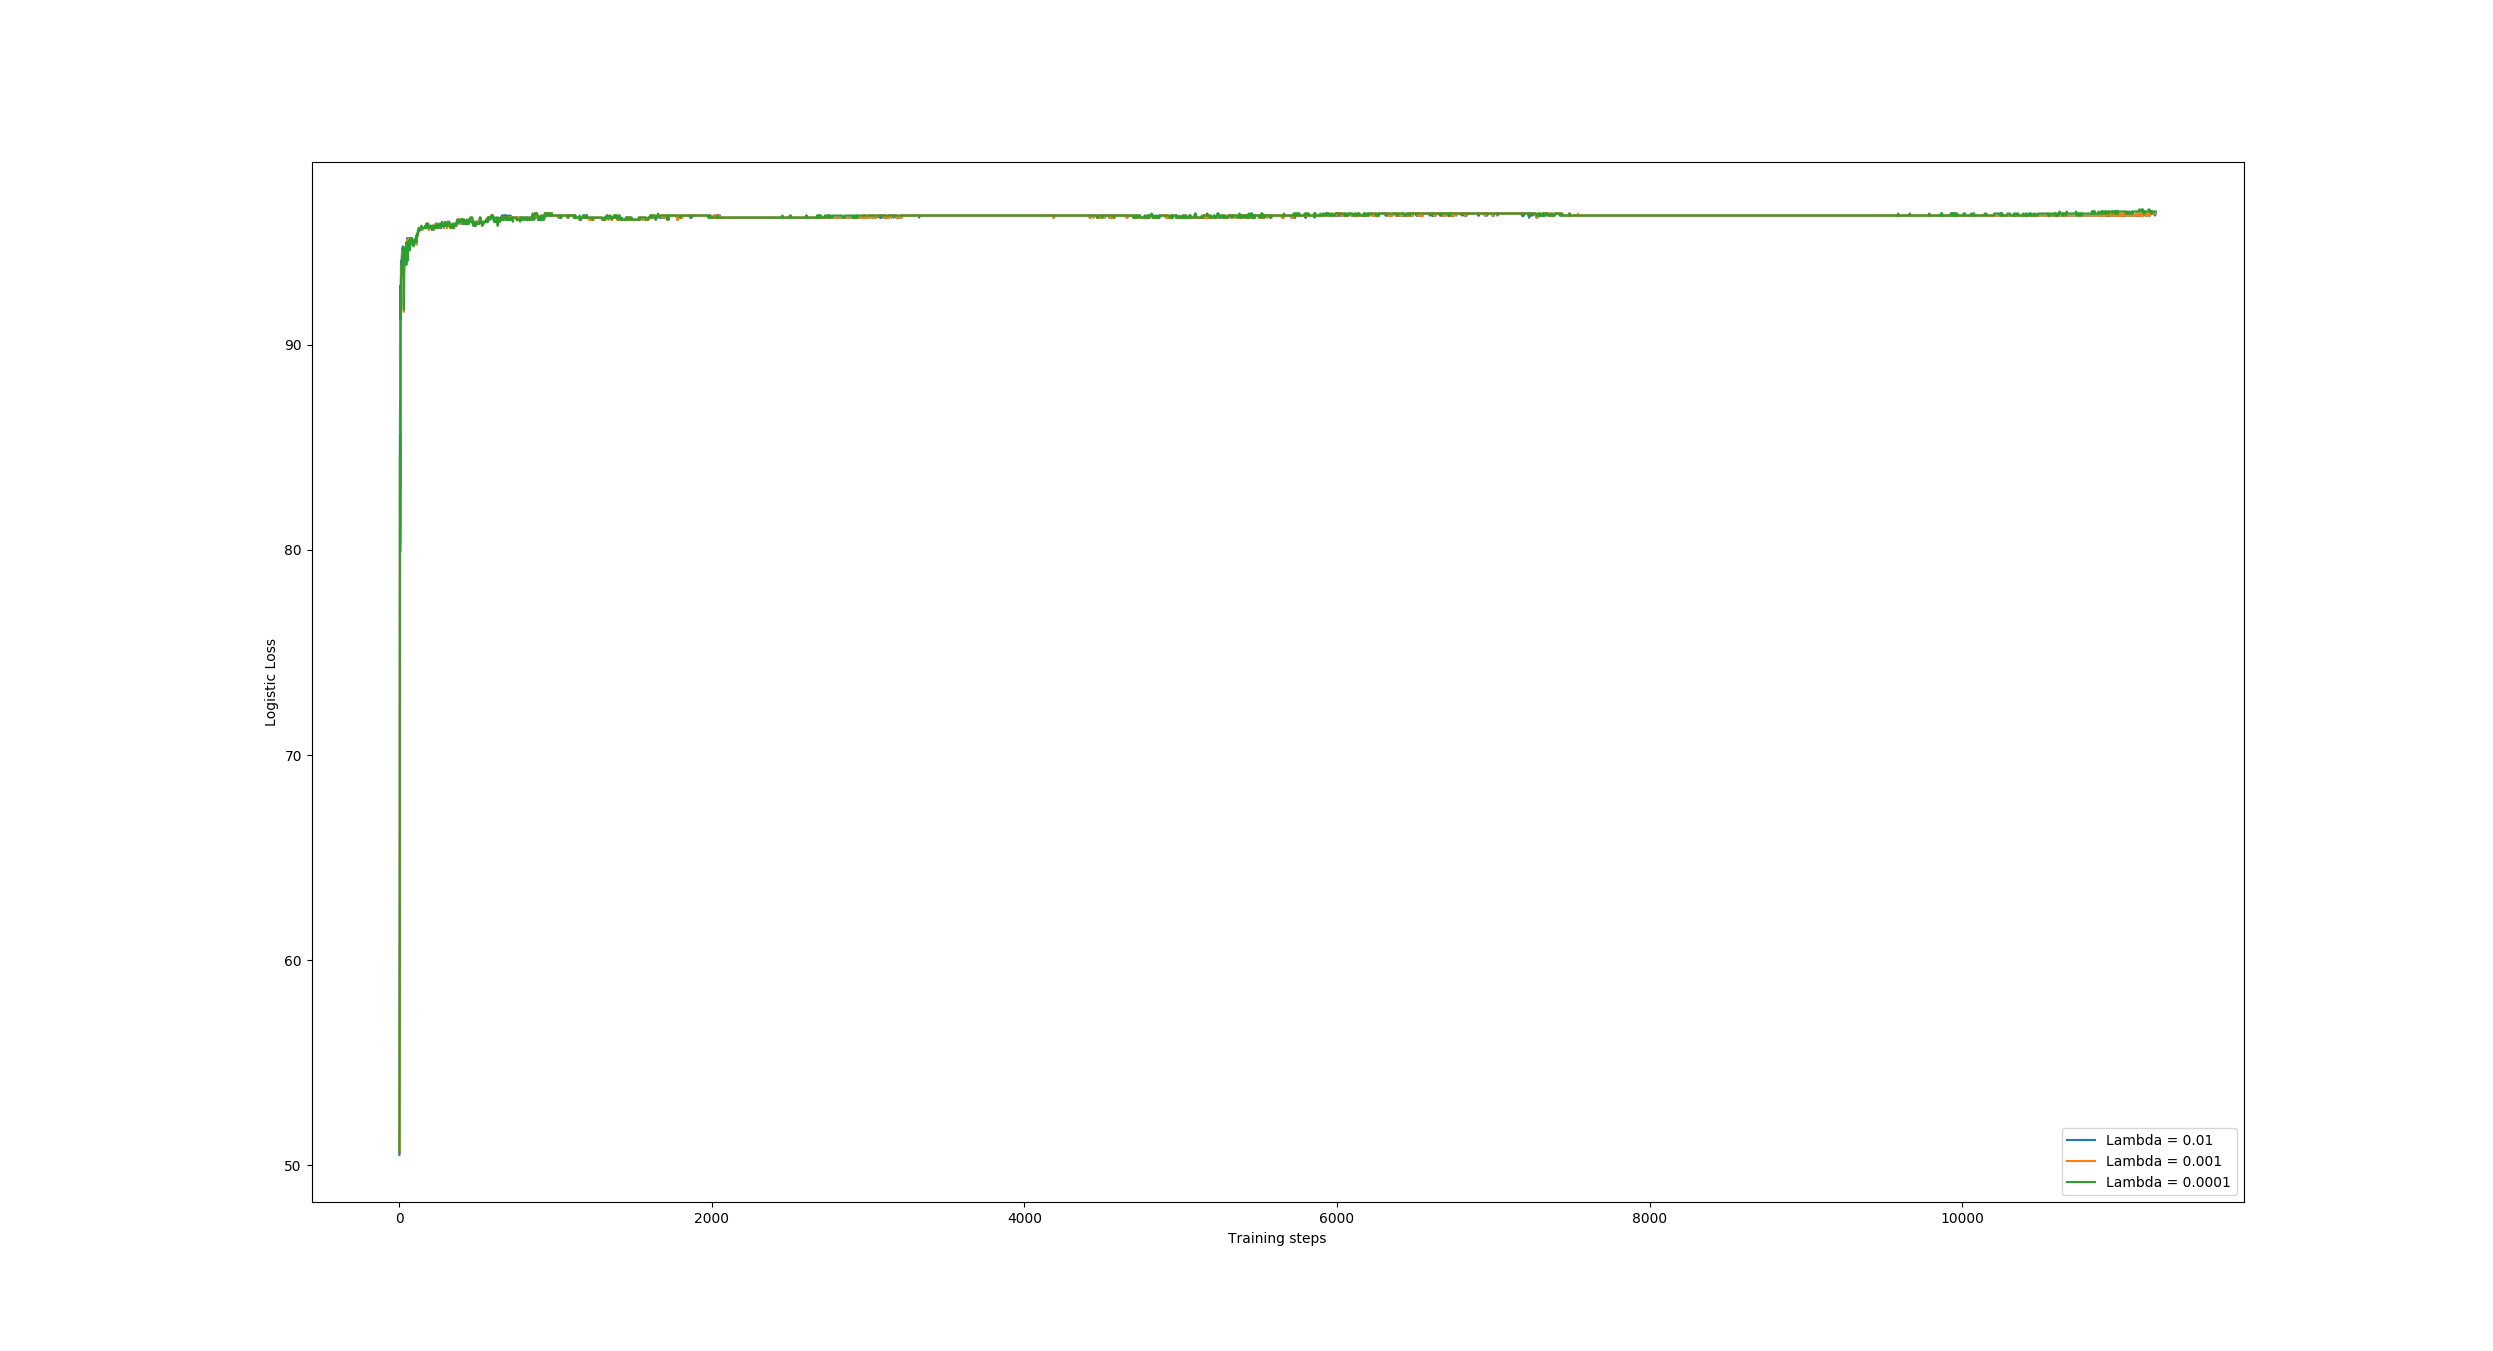 90
80
70
60
50
Logistic Loss
0 2000 4000 6000 8000 10000
Training steps
Lambda = 0.01
Lambda = 0.001
Lambda = 0.0001